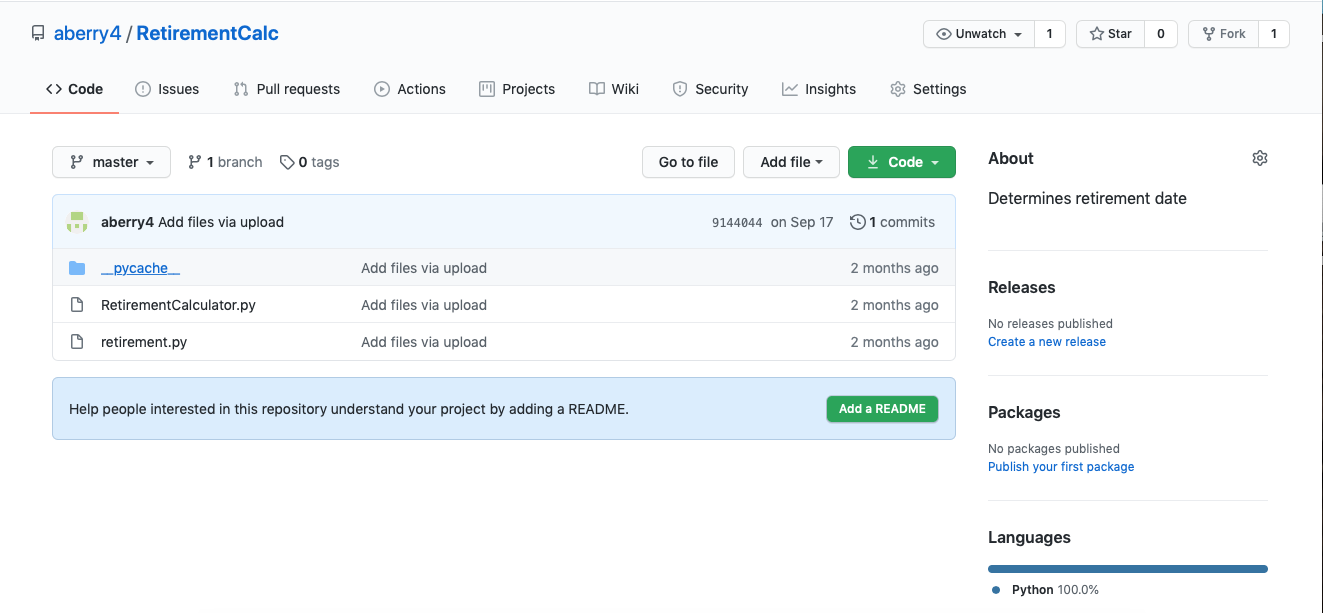 aberry4 / RetirementCalc
Unwatch 1 Star 0 Fork 1
Code Issues Pull requests Actions Projects Wiki Security Insights Settings
master 1 branch 0 tags Go to file Add file Code
aberry4 Add files via upload 9144044 on Sep 17 1 commits
__pycache__ Add files via upload 2 months ago
RetirementCalculator.py Add files via upload 2 months ago
retirement.py Add files via upload 2 months ago
Help people interested in this repository understand your project by adding a README. Add a README
About
Determines retirement date
Releases
No releases published
Create a new release
Packages
No packages published
Publish your first package
Languages
Python 100.0%